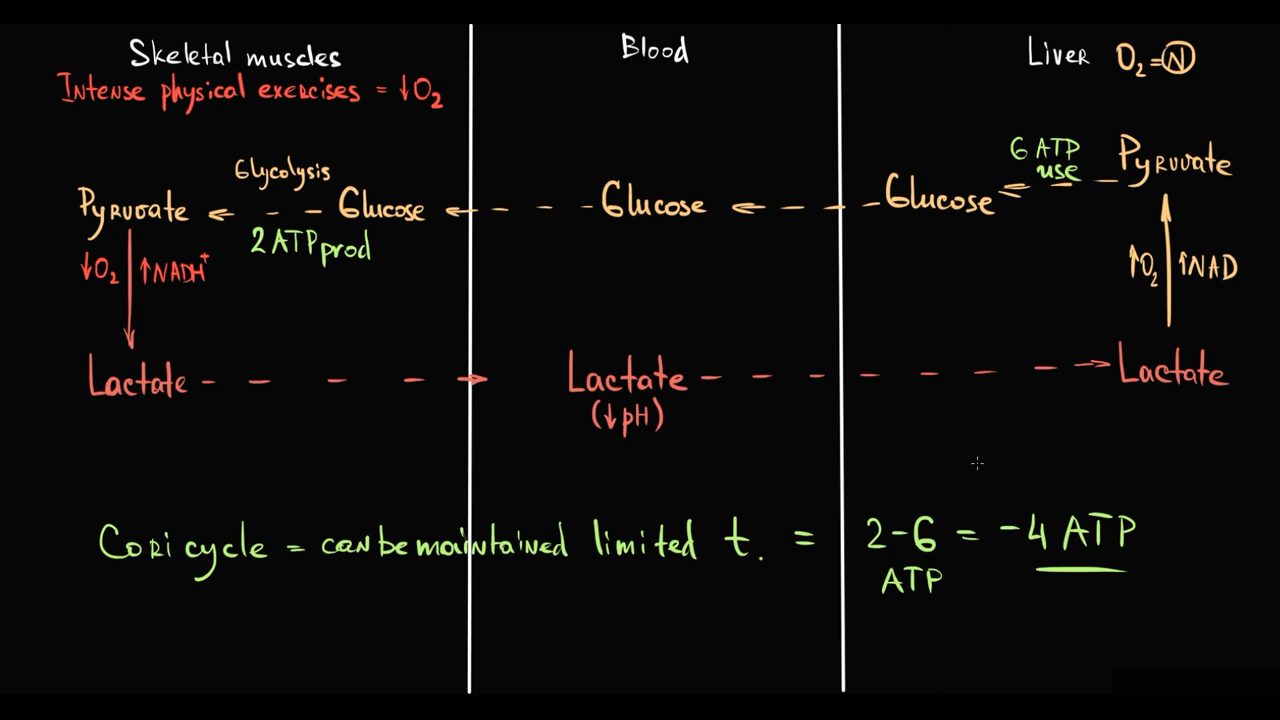 Skeletal muscles
Intense physical exercises = ↓O₂
Blood
Liver O₂ = N
Pyruvate ← - - Glucose ← - - - Glucose ← - - - Glucose ← - - Pyruvate
Glycolysis
2 ATP prod
6 ATP
use
↓O₂ ↑NADH⁺
↑O₂ ↑NAD
Lactate - - - - → Lactate - - - - - - - → Lactate
(↓pH)
Cori cycle = can be maintained limited t. = 2-6 = -4 ATP
ATP